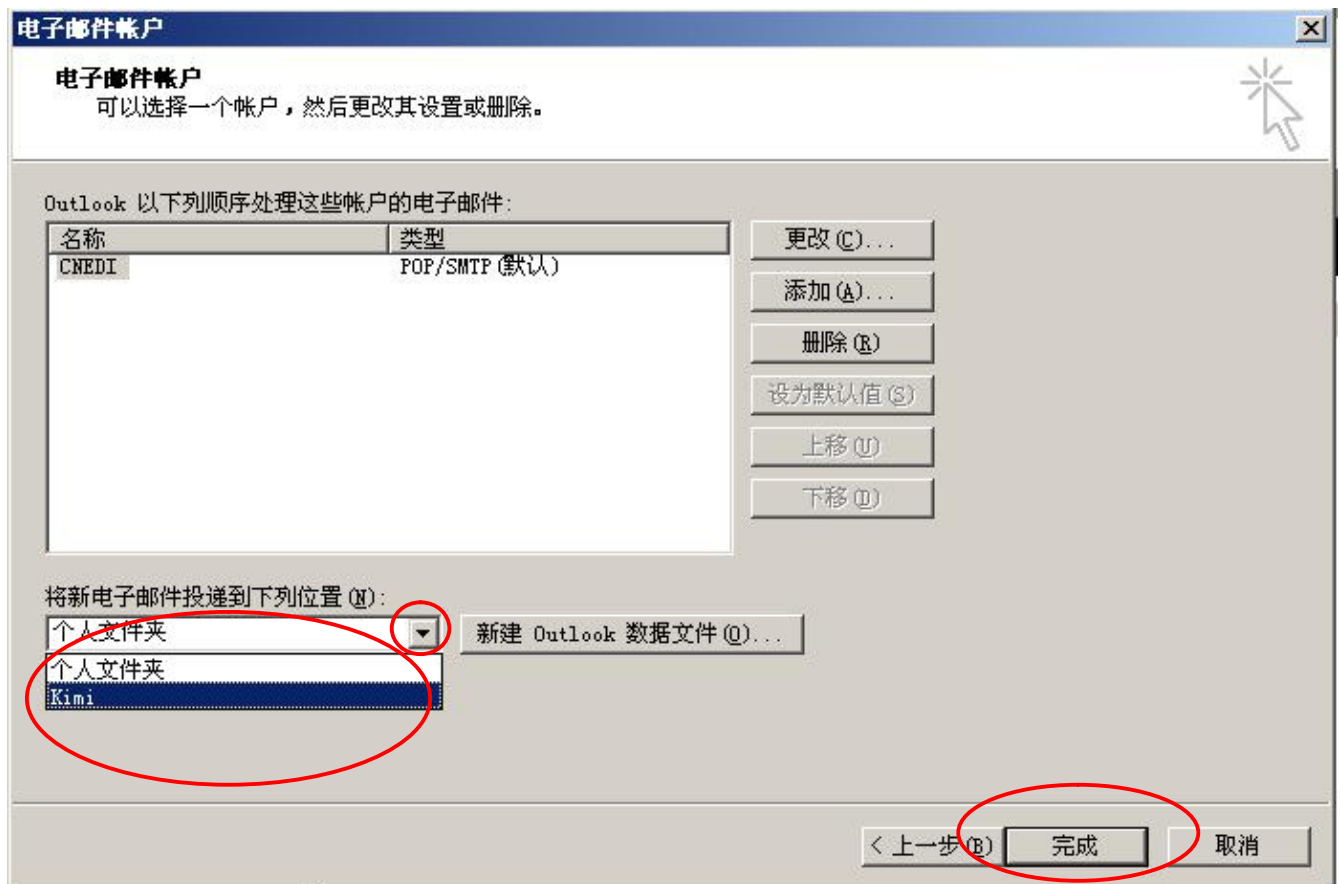 电子邮件帐户
电子邮件帐户
可以选择一个帐户，然后更改其设置或删除。
Outlook 以下列顺序处理这些帐户的电子邮件:
名称 类型
CNEDI POP/SMTP(默认)
更改(C)...
添加(A)...
删除(R)
设为默认值(S)
上移(U)
下移(D)
将新电子邮件投递到下列位置(N):
个人文件夹 新建 Outlook 数据文件(O)...
个人文件夹
Kimi
< 上一步(B) 完成 取消